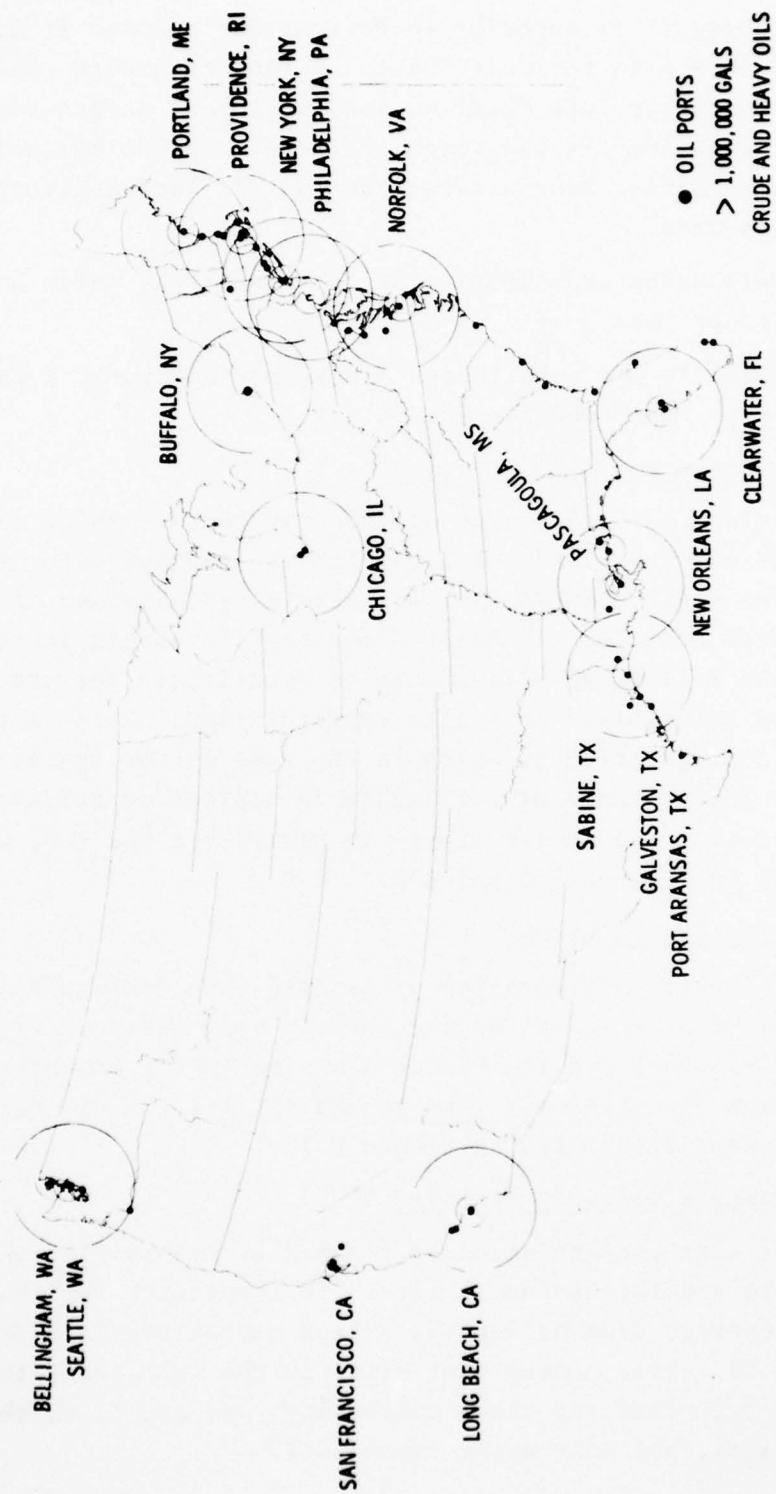 BELLINGHAM, WA
SEATTLE, WA
SAN FRANCISCO, CA
LONG BEACH, CA
CHICAGO, IL
BUFFALO, NY
PORTLAND, ME
PROVIDENCE, RI
NEW YORK, NY
PHILADELPHIA, PA
NORFOLK, VA
PASCAGOULA, MS
SABINE, TX
GALVESTON, TX
PORT ARANSAS, TX
NEW ORLEANS, LA
CLEARWATER, FL
● OIL PORTS
> 1,000,000 GALS
CRUDE AND HEAVY OILS